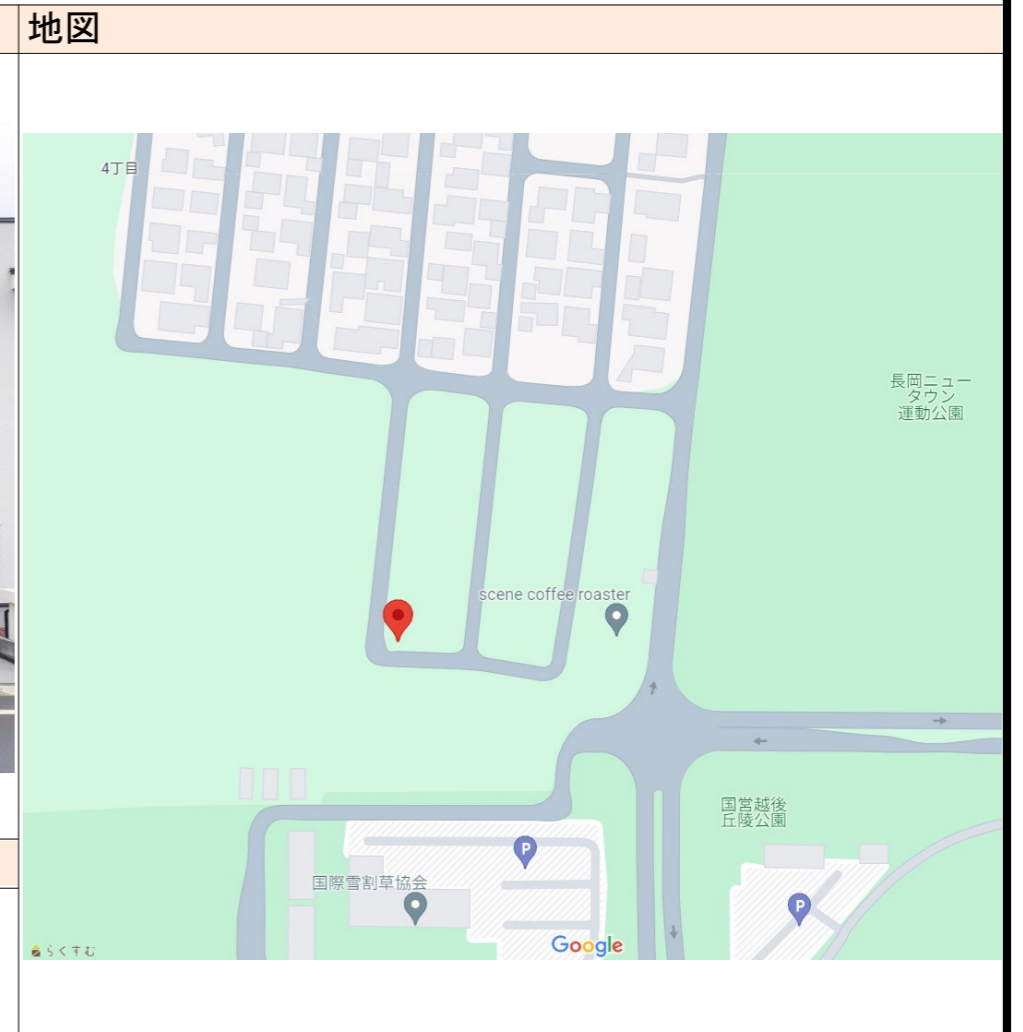 地図
4丁目
長岡ニュー
タウン
運動公園
scene coffee roaster
国営越後
丘陵公園
P
国際雪割草協会
P
Google
らくすむ